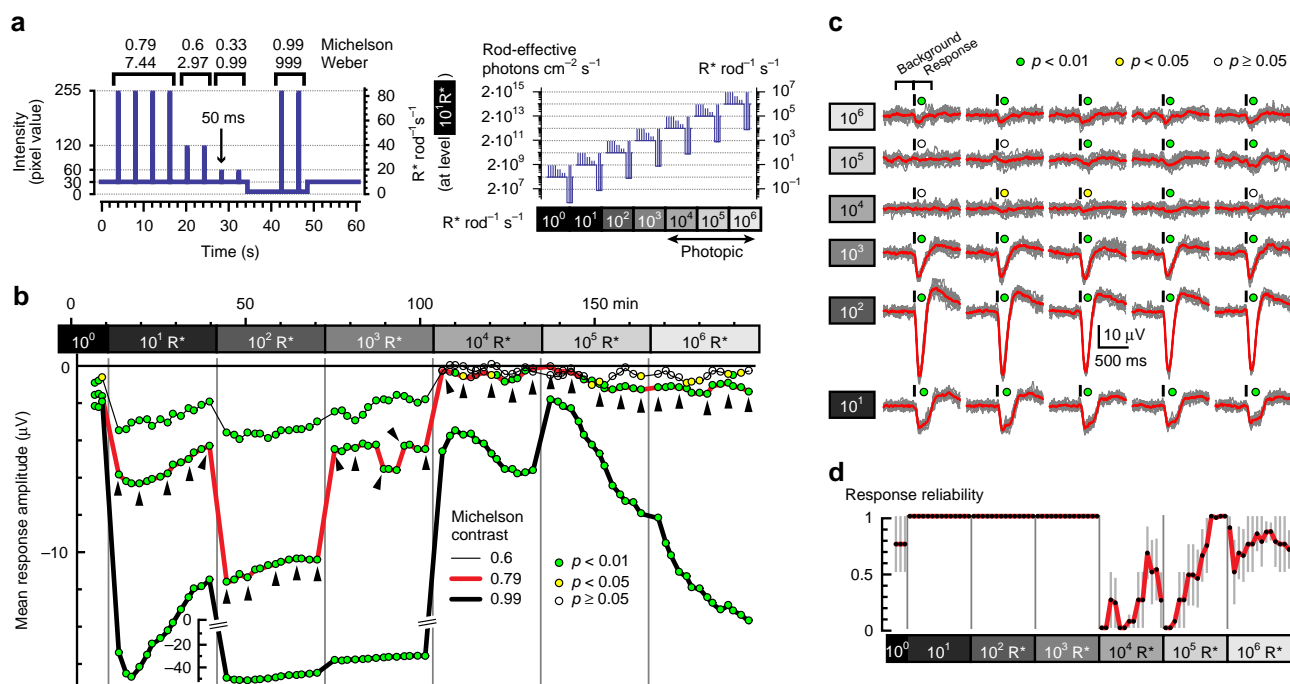 a
0.79 0.6 0.33 0.99 Michelson
7.44 2.97 0.99 999 Weber
255
120
60
30
0
Intensity
(pixel value)
50 ms
80
60
40
20
0
R* rod⁻¹ s⁻¹
(at level 10¹R*)
0 10 20 30 40 50 60
Time (s)
Rod-effective
photons cm⁻² s⁻¹
R* rod⁻¹ s⁻¹
2·10¹⁵
2·10¹³
2·10¹¹
2·10⁹
2·10⁷
10⁷
10⁵
10³
10¹
10⁻¹
R* rod⁻¹ s⁻¹ 10⁰ 10¹ 10² 10³ 10⁴ 10⁵ 10⁶
Photopic
b
0 50 100 150 min
10⁰ 10¹ R* 10² R* 10³ R* 10⁴ R* 10⁵ R* 10⁶ R*
0
−10
Mean response amplitude (µV)
0
−20
−40
Michelson
contrast
0.6
0.79
0.99
p < 0.01
p < 0.05
p ≥ 0.05
c
Background
Response
p < 0.01 p < 0.05 p ≥ 0.05
10⁶
10⁵
10⁴
10³
10²
10¹
10 µV
500 ms
d
Response reliability
1
0.5
0
10⁰ 10¹ 10² R* 10³ R* 10⁴ R* 10⁵ R* 10⁶ R*